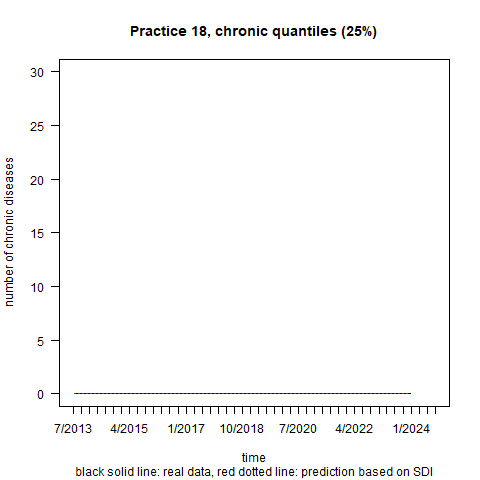 Practice 18, chronic quantiles (25%)
number of chronic diseases
30
25
20
15
10
5
0
7/2013 4/2015 1/2017 10/2018 7/2020 4/2022 1/2024
time
black solid line: real data, red dotted line: prediction based on SDI